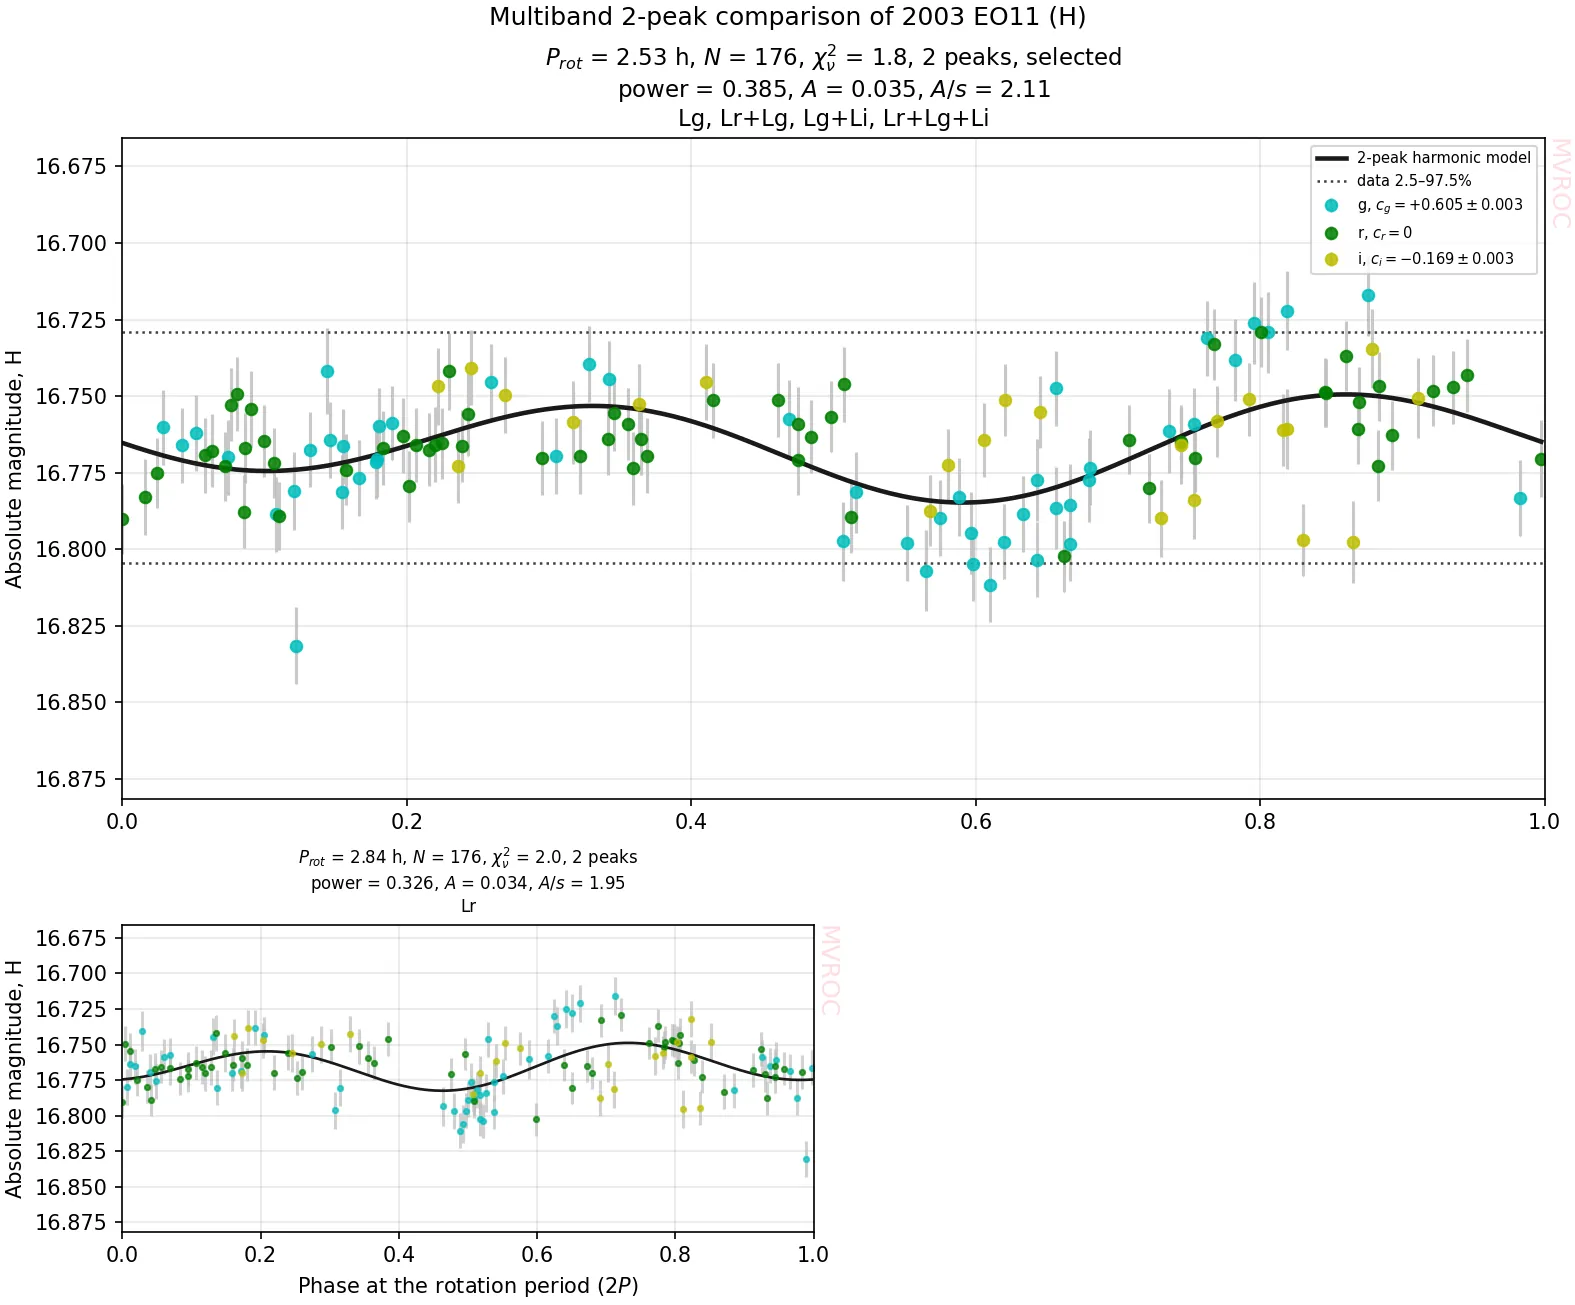 Multiband 2-peak comparison of 2003 EO11 (H)
P_rot = 2.53 h, N = 176, χ²_ν = 1.8, 2 peaks, selected
power = 0.385, A = 0.035, A/s = 2.11
Lg, Lr+Lg, Lg+Li, Lr+Lg+Li
Absolute magnitude, H
16.675
16.700
16.725
16.750
16.775
16.800
16.825
16.850
16.875
2-peak harmonic model
data 2.5–97.5%
g, c_g = +0.605 ± 0.003
r, c_r = 0
i, c_i = −0.169 ± 0.003
MVROC
0.0 0.2 0.4 0.6 0.8 1.0
P_rot = 2.84 h, N = 176, χ²_ν = 2.0, 2 peaks
power = 0.326, A = 0.034, A/s = 1.95
Lr
Absolute magnitude, H
16.675
16.700
16.725
16.750
16.775
16.800
16.825
16.850
16.875
MVROC
0.0 0.2 0.4 0.6 0.8 1.0
Phase at the rotation period (2P)